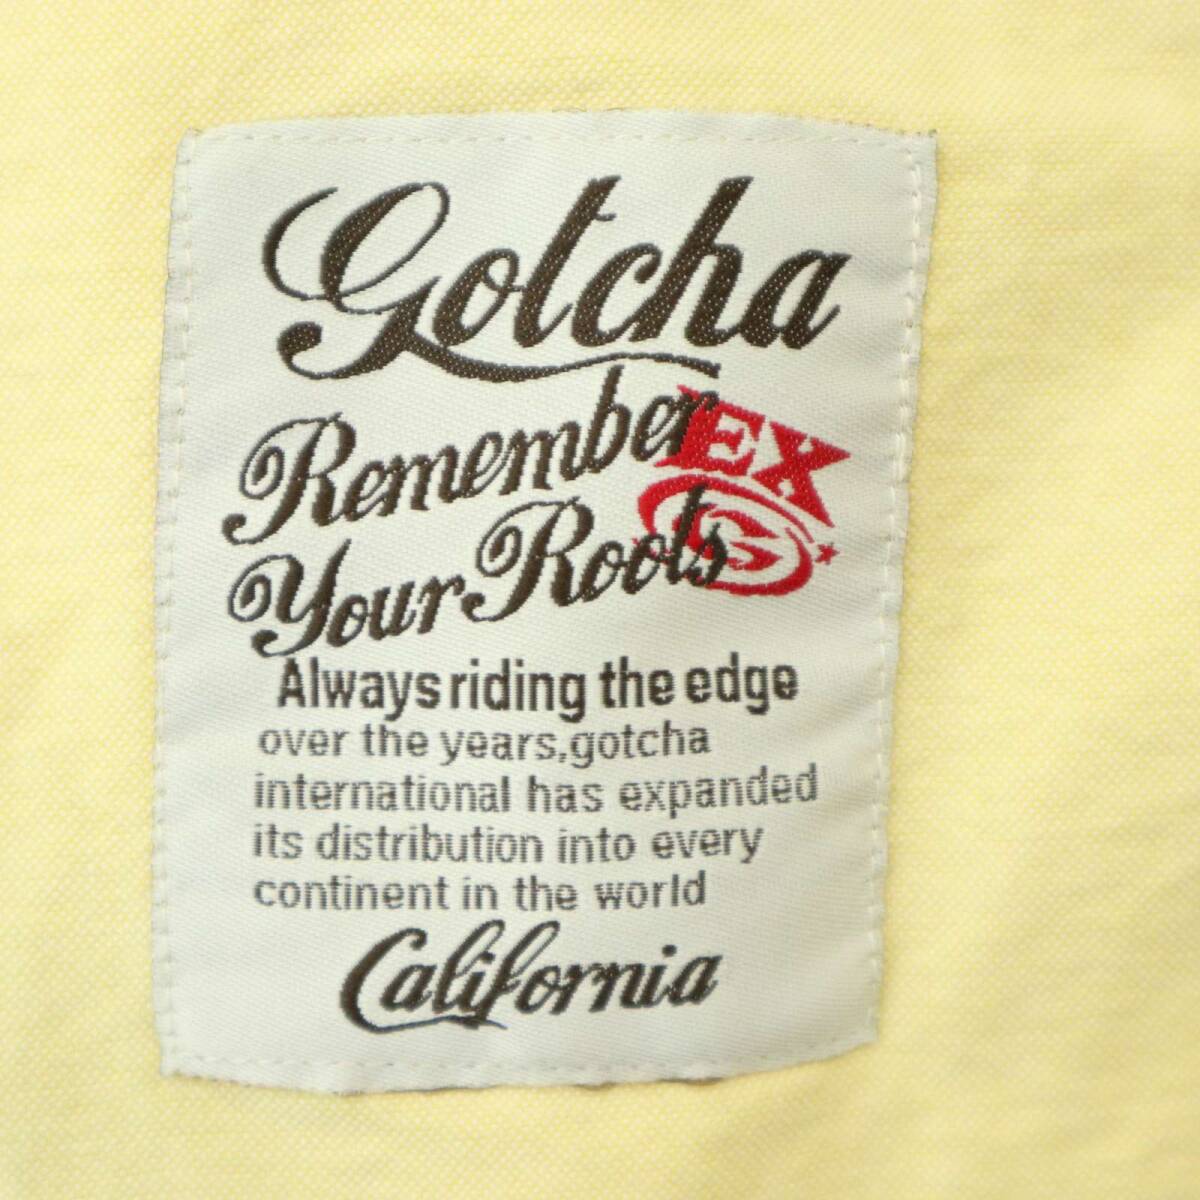 Gotcha
Remember
EX
Your Roots
G
Always riding the edge
over the years,gotcha
international has expanded
its distribution into every
continent in the world
California